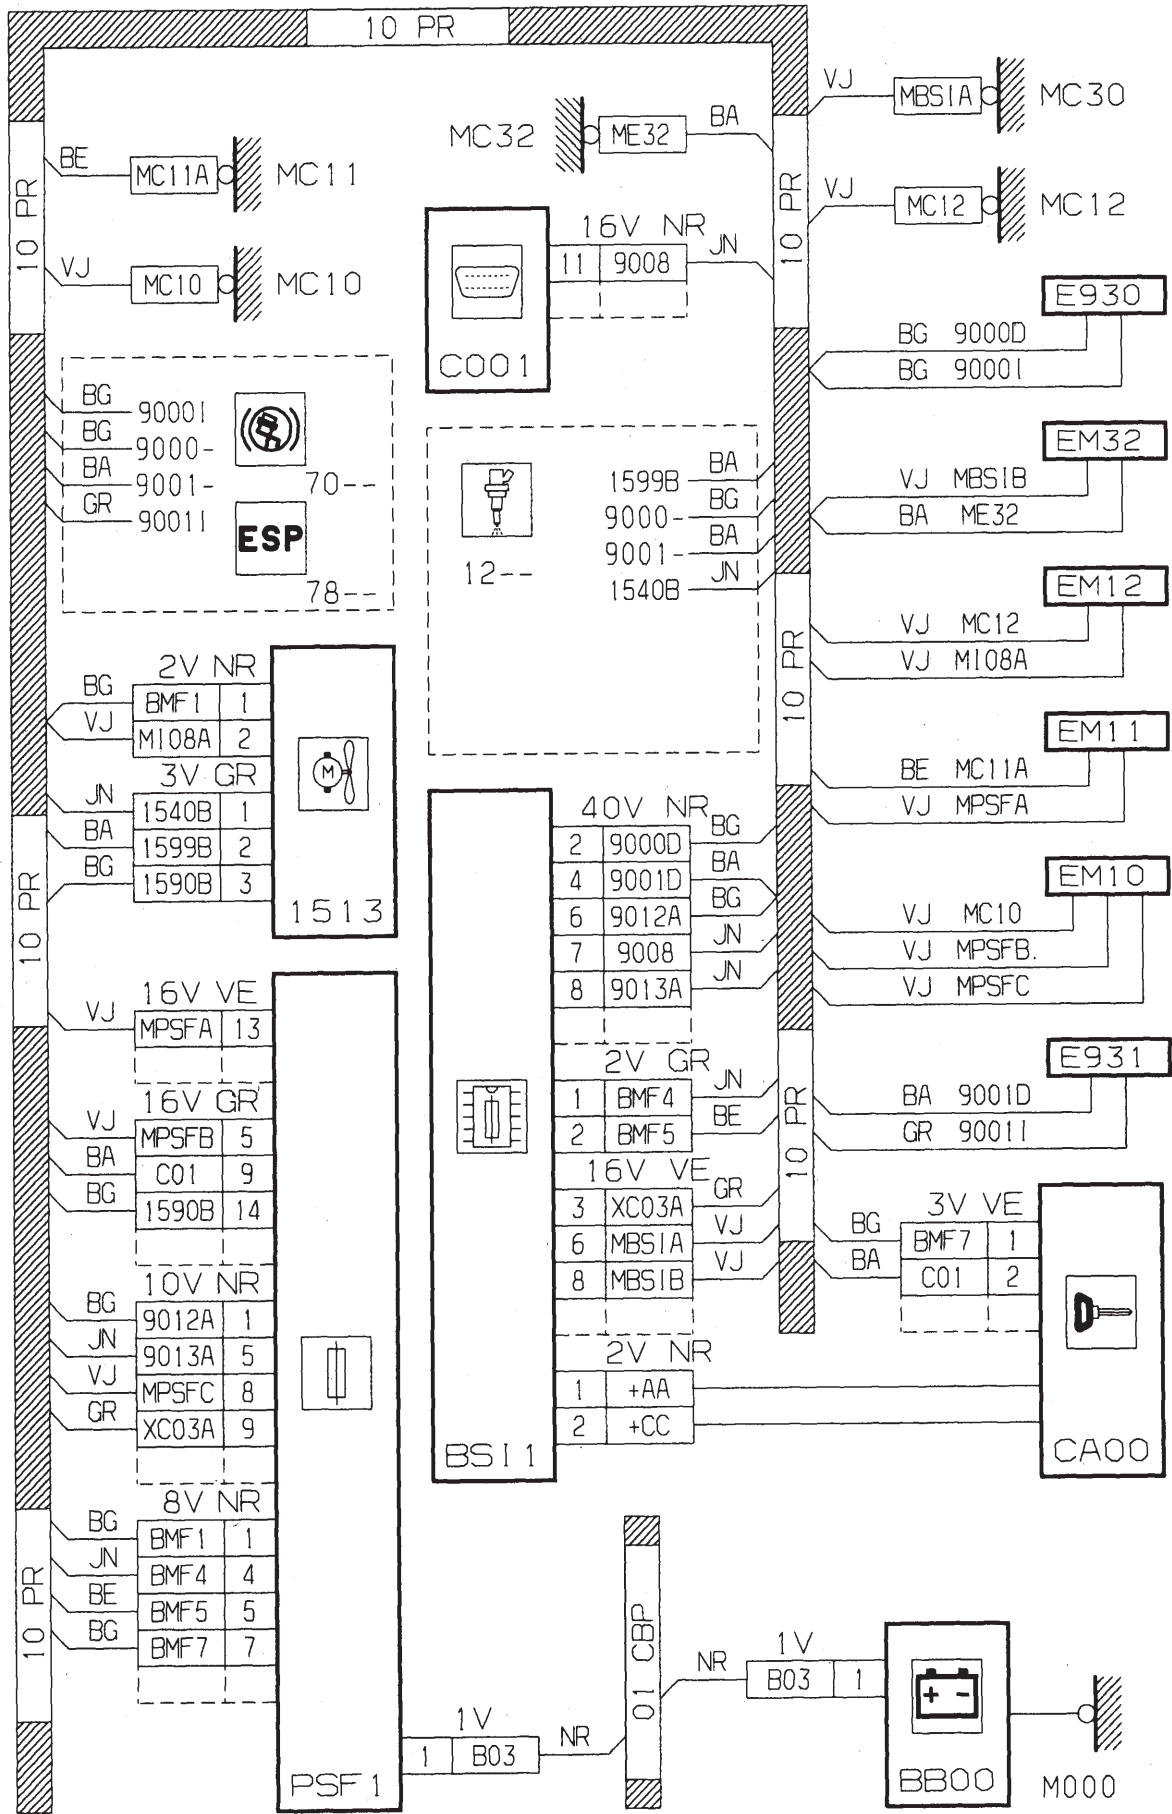 10 PR
VJ MBSIA MC30
MC32 ME32 BA
BE MC11A MC11
10 PR
10 PR
VJ MC12 MC12
16V NR
11 9008 JN
VJ MC10 MC10
C001
E930
BG 9000D
BG 9000I
BG 9000I
BG 9000-
BA 9001-
GR 9001I
70--
ESP
78--
12--
1599B BA
9000- BG
9001- BA
1540B JN
EM32
VJ MBSIB
BA ME32
EM12
VJ MC12
VJ MI08A
10 PR
2V NR
BG BMF1 1
VJ MI08A 2
3V GR
JN 1540B 1
BA 1599B 2
BG 1590B 3
M
1513
10 PR
EM11
BE MC11A
VJ MPSFA
40V NR
2 9000D BG
4 9001D BA
6 9012A BG
7 9008 JN
8 9013A JN
EM10
VJ MC10
VJ MPSFB.
VJ MPSFC
16V VE
VJ MPSFA 13
16V GR
VJ MPSFB 5
BA C01 9
BG 1590B 14
2V GR
1 BMF4 JN
2 BMF5 BE
10 PR
E931
BA 9001D
GR 9001I
16V VE
3 XC03A GR
6 MBSIA VJ
8 MBSIB VJ
3V VE
BG BMF7 1
BA C01 2
10V NR
BG 9012A 1
JN 9013A 5
VJ MPSFC 8
GR XC03A 9
2V NR
1 +AA
2 +CC
BSI1
CA00
8V NR
BG BMF1 1
JN BMF4 4
BE BMF5 5
BG BMF7 7
10 PR
PSF1
1V
1 B03 NR
01 CBP
1V
NR B03 1
+ -
BB00
M000